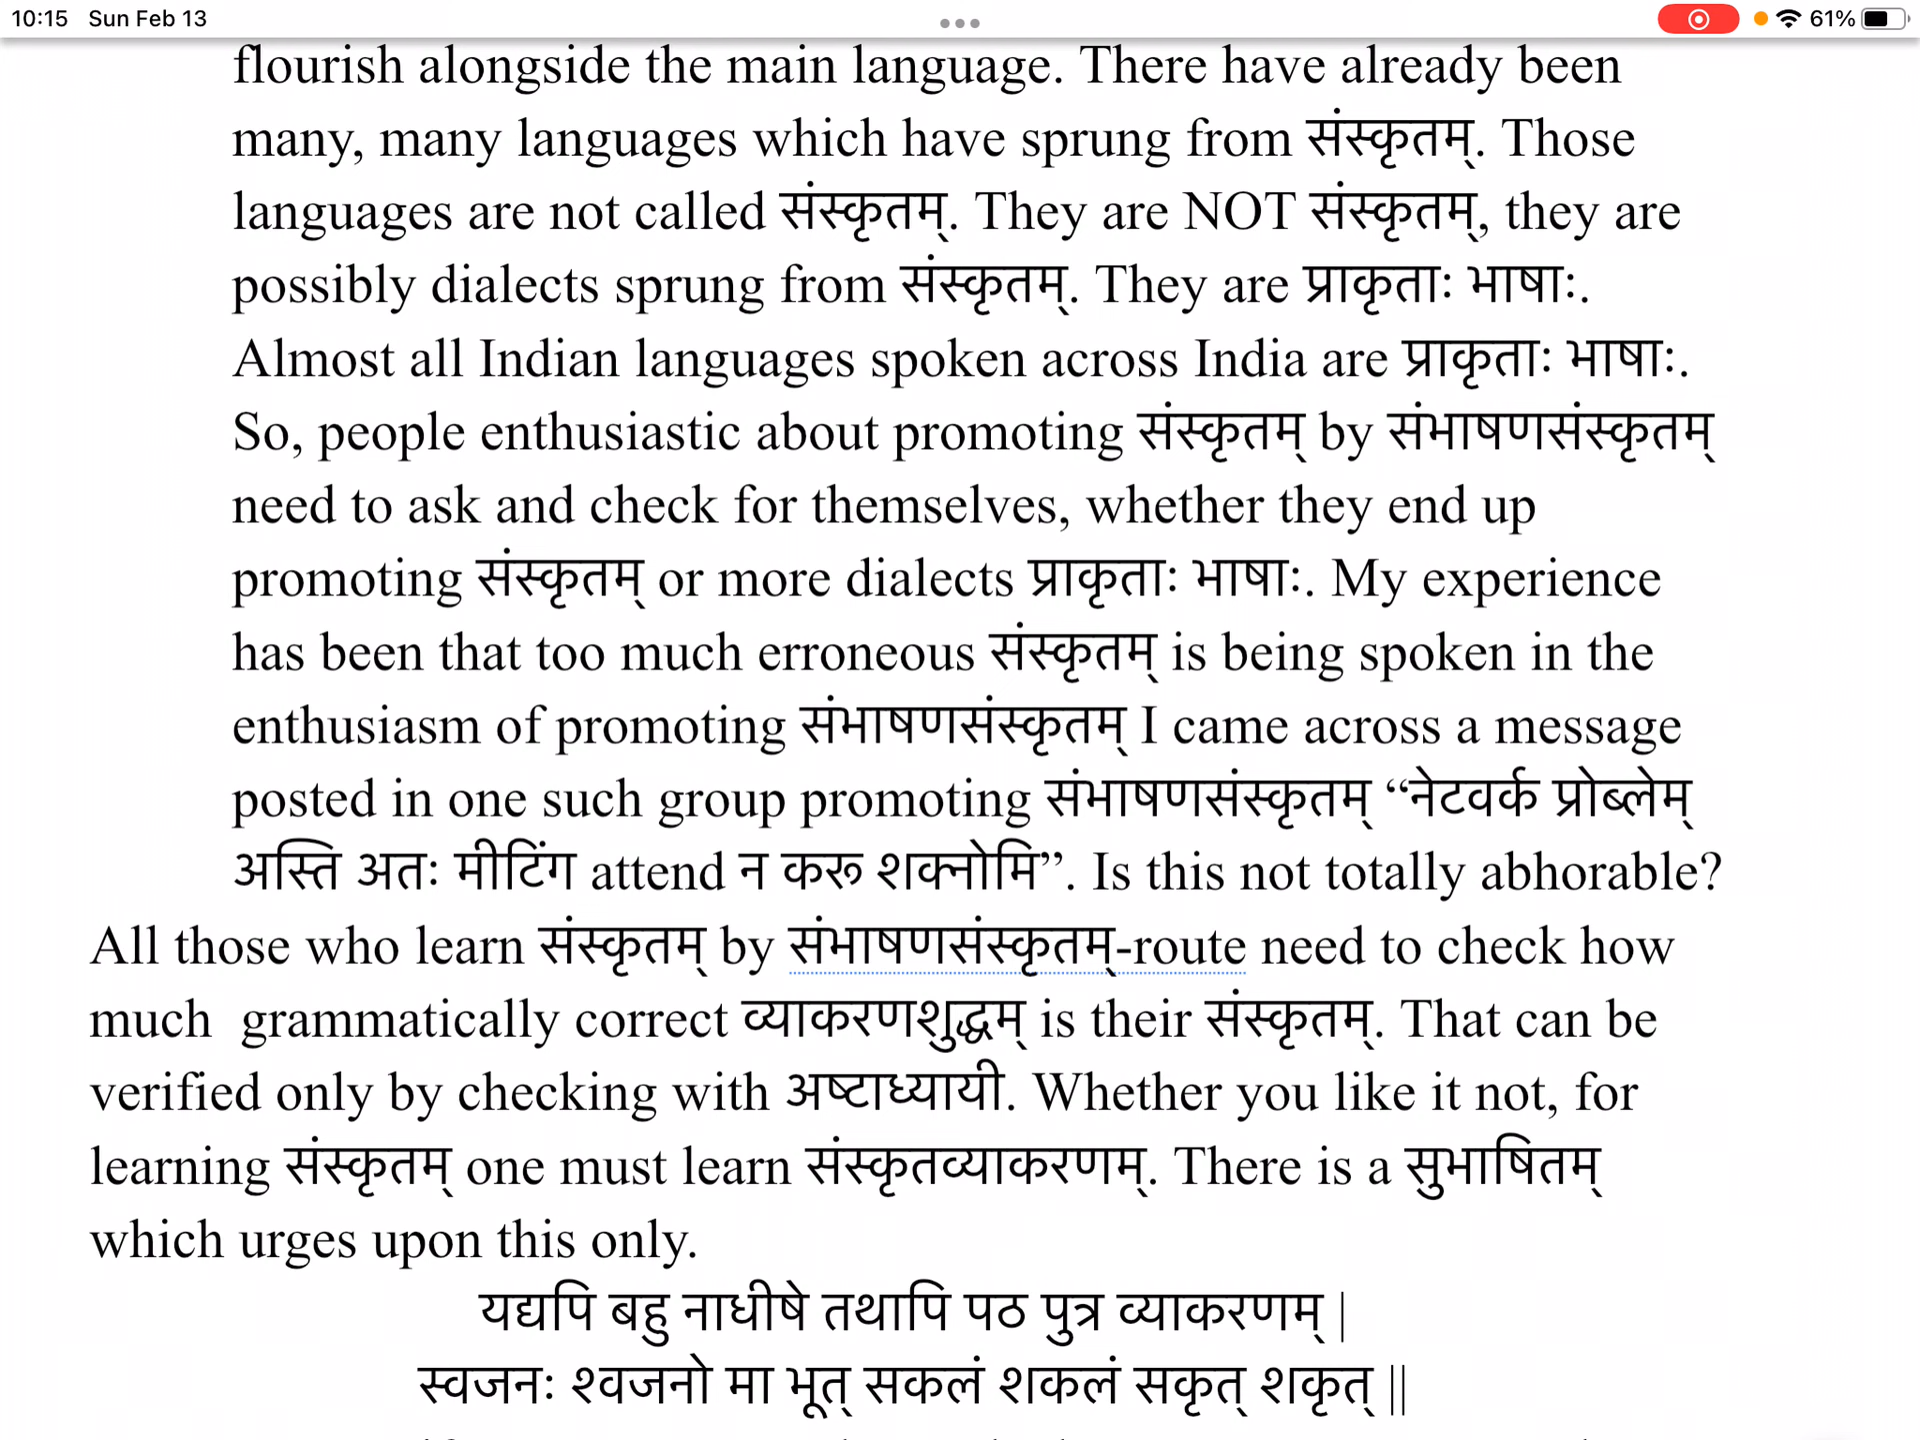 10:15 Sun Feb 13 61%
flourish alongside the main language. There have already been
many, many languages which have sprung from संस्कृतम्. Those
languages are not called संस्कृतम्. They are NOT संस्कृतम्, they are
possibly dialects sprung from संस्कृतम्. They are प्राकृताः भाषाः.
Almost all Indian languages spoken across India are प्राकृताः भाषाः.
So, people enthusiastic about promoting संस्कृतम् by संभाषणसंस्कृतम्
need to ask and check for themselves, whether they end up
promoting संस्कृतम् or more dialects प्राकृताः भाषाः. My experience
has been that too much erroneous संस्कृतम् is being spoken in the
enthusiasm of promoting संभाषणसंस्कृतम् I came across a message
posted in one such group promoting संभाषणसंस्कृतम् “नेटवर्क प्रोब्लेम्
अस्ति अतः मीटिंग attend न करू शक्नोमि”. Is this not totally abhorable?
All those who learn संस्कृतम् by संभाषणसंस्कृतम्-route need to check how
much  grammatically correct व्याकरणशुद्धम् is their संस्कृतम्. That can be
verified only by checking with अष्टाध्यायी. Whether you like it not, for
learning संस्कृतम् one must learn संस्कृतव्याकरणम्. There is a सुभाषितम्
which urges upon this only.
यद्यपि बहु नाधीषे तथापि पठ पुत्र व्याकरणम् |
स्वजनः श्वजनो मा भूत् सकलं शकलं सकृत् शकृत् ||